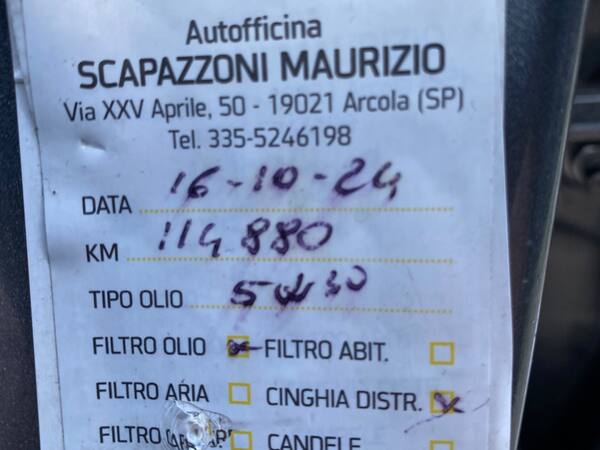 Autofficina
SCAPAZZONI MAURIZIO
Via XXV Aprile, 50 - 19021 Arcola (SP)
Tel. 335-5246198
DATA 16-10-24
KM 114880
TIPO OLIO 5W30
FILTRO OLIO FILTRO ABIT.
FILTRO ARIA CINGHIA DISTR.
FILTRO CANDELE